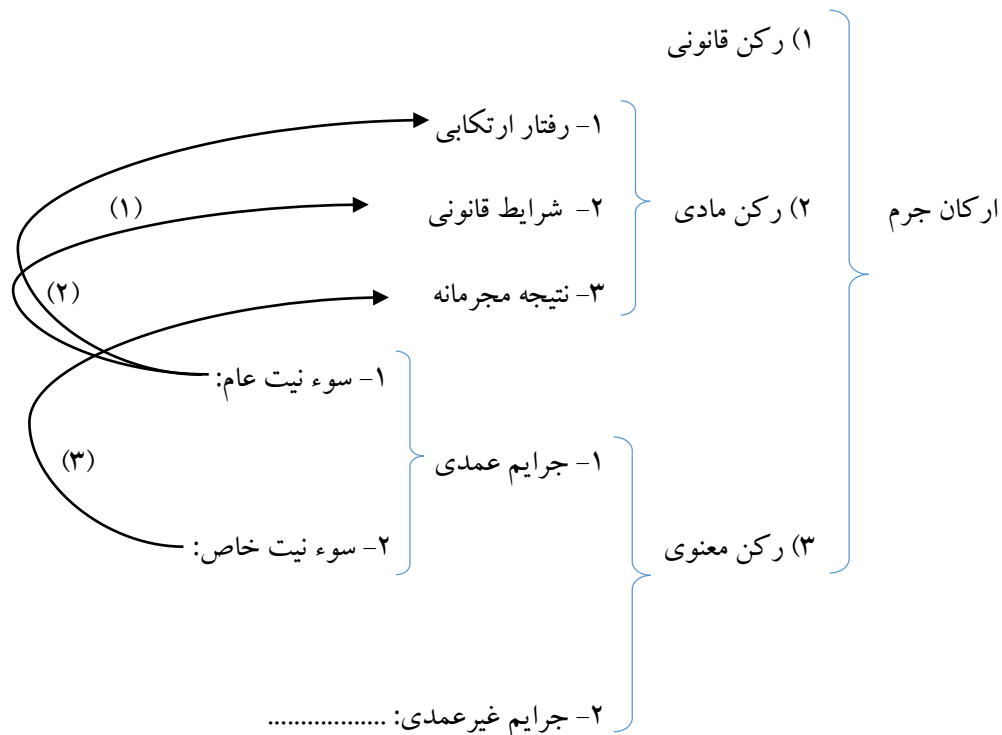 ۱) رکن قانونی
۱- رفتار ارتکابی
ارکان جرم
۲) رکن مادی
۲- شرایط قانونی
(۱)
۳- نتیجه مجرمانه
(۲)
۱- سوء نیت عام:
۱- جرایم عمدی
(۳)
۳) رکن معنوی
۲- سوء نیت خاص:
۲- جرایم غیرعمدی: ..................